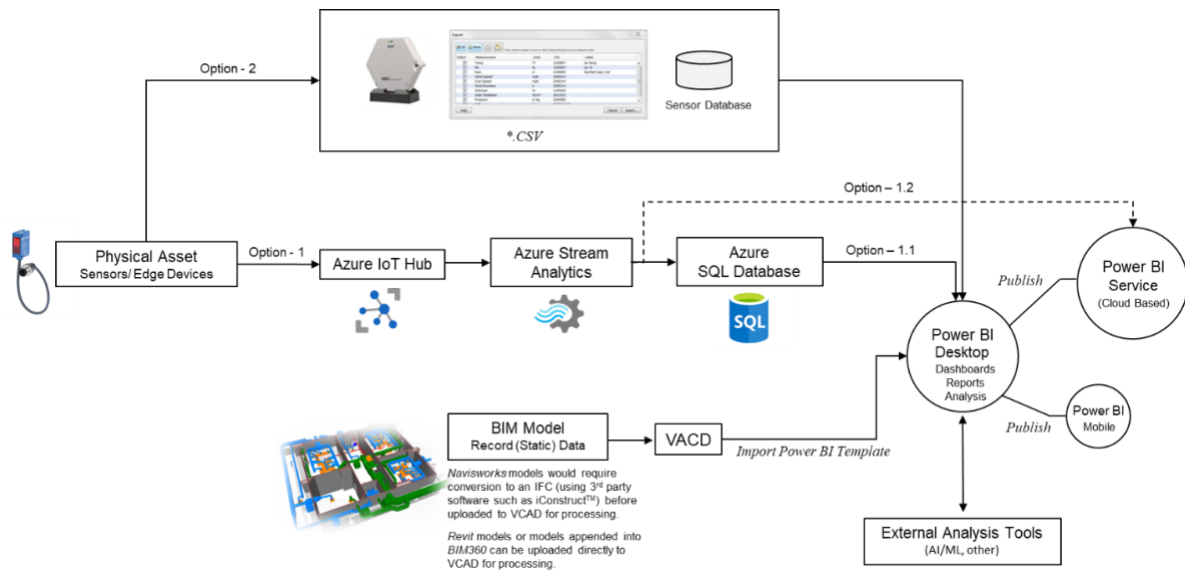 Option - 2
*.CSV
Sensor Database
Option – 1.2
Physical Asset
Sensors/ Edge Devices
Option - 1
Azure IoT Hub
Azure Stream
Analytics
Azure
SQL Database
Option – 1.1
SQL
Publish
Power BI
Service
(Cloud Based)
Power BI
Desktop
Dashboards
Reports
Analysis
Publish
Power BI
Mobile
BIM Model
Record (Static) Data
VACD
Import Power BI Template
Navisworks models would require
conversion to an IFC (using 3rd party
software such as iConstruct™) before
uploaded to VCAD for processing.
Revit models or models appended into
BIM360 can be uploaded directly to
VCAD for processing.
External Analysis Tools
(AI/ML, other)